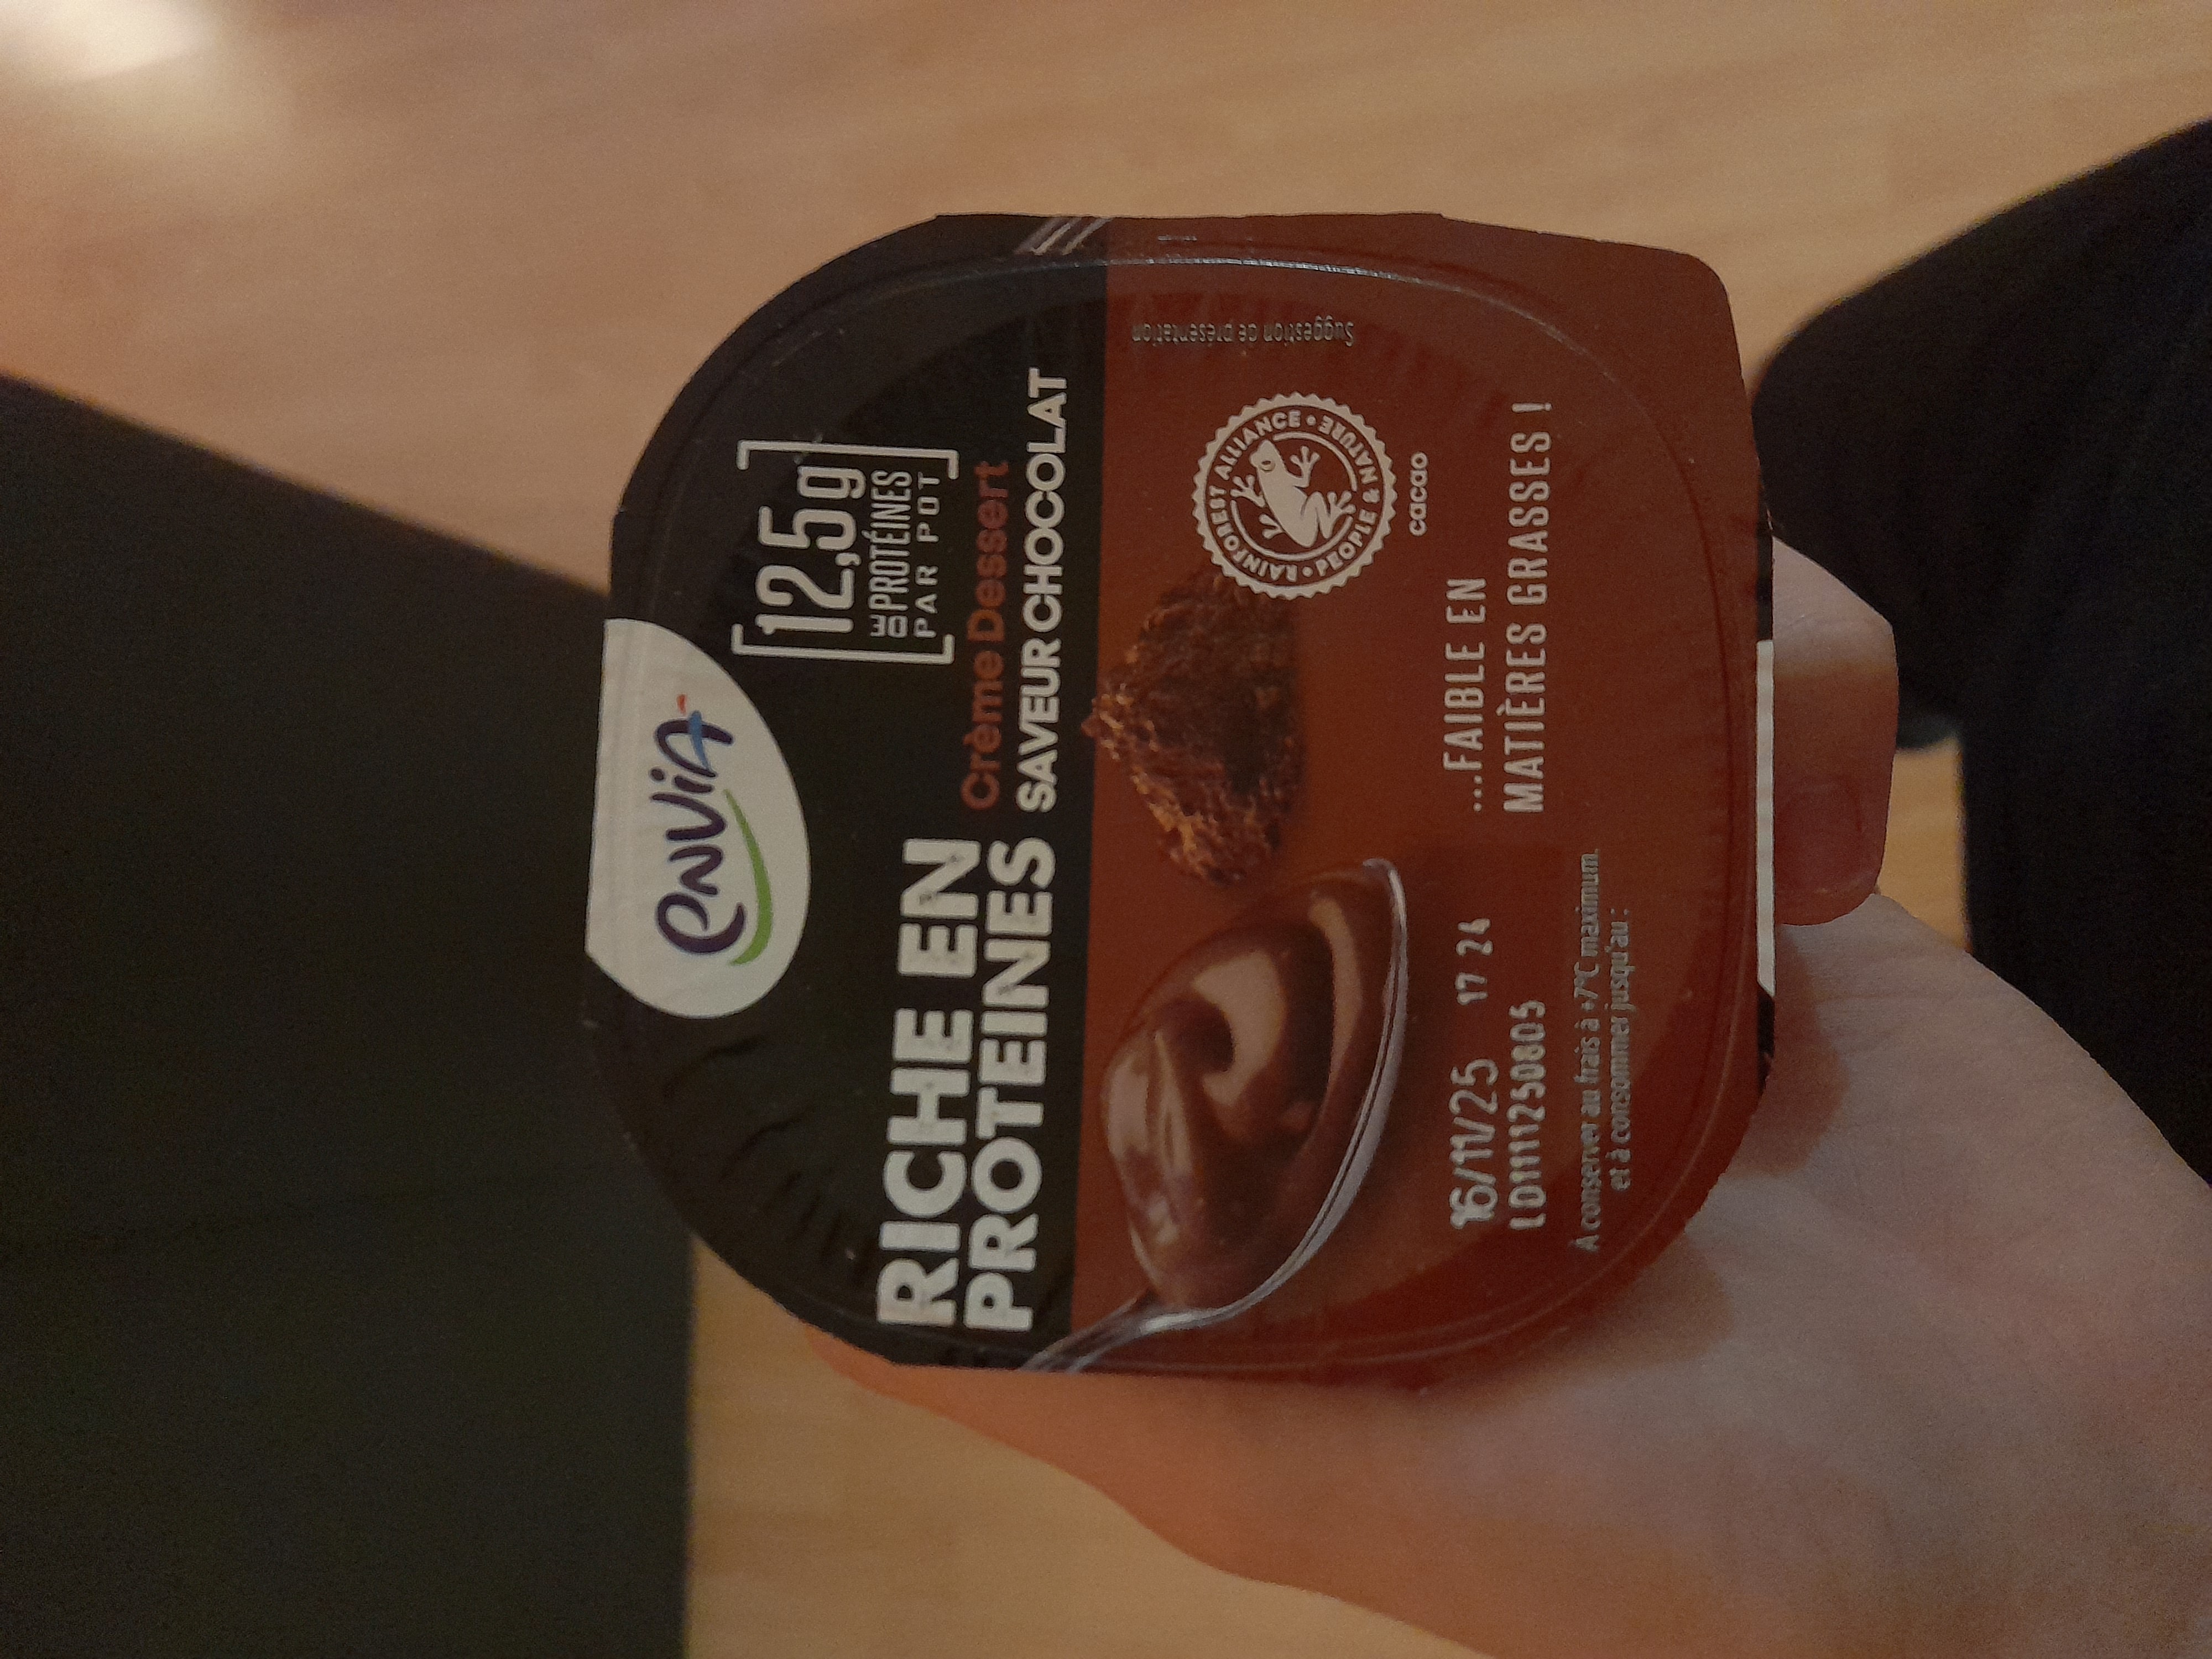 envia
[12,5g]
DE PROTÉINES
PAR POT
RICHE EN
PROTEINES
Crème Dessert
SAVEUR CHOCOLAT
Suggestion de présentation
RAINFOREST ALLIANCE • PEOPLE & NATURE •
cacao
...FAIBLE EN
MATIÈRES GRASSES !
16/11/25 17 24
LD11111250805
À conserver au frais à +7°C maximum
et à consommer jusqu'au :